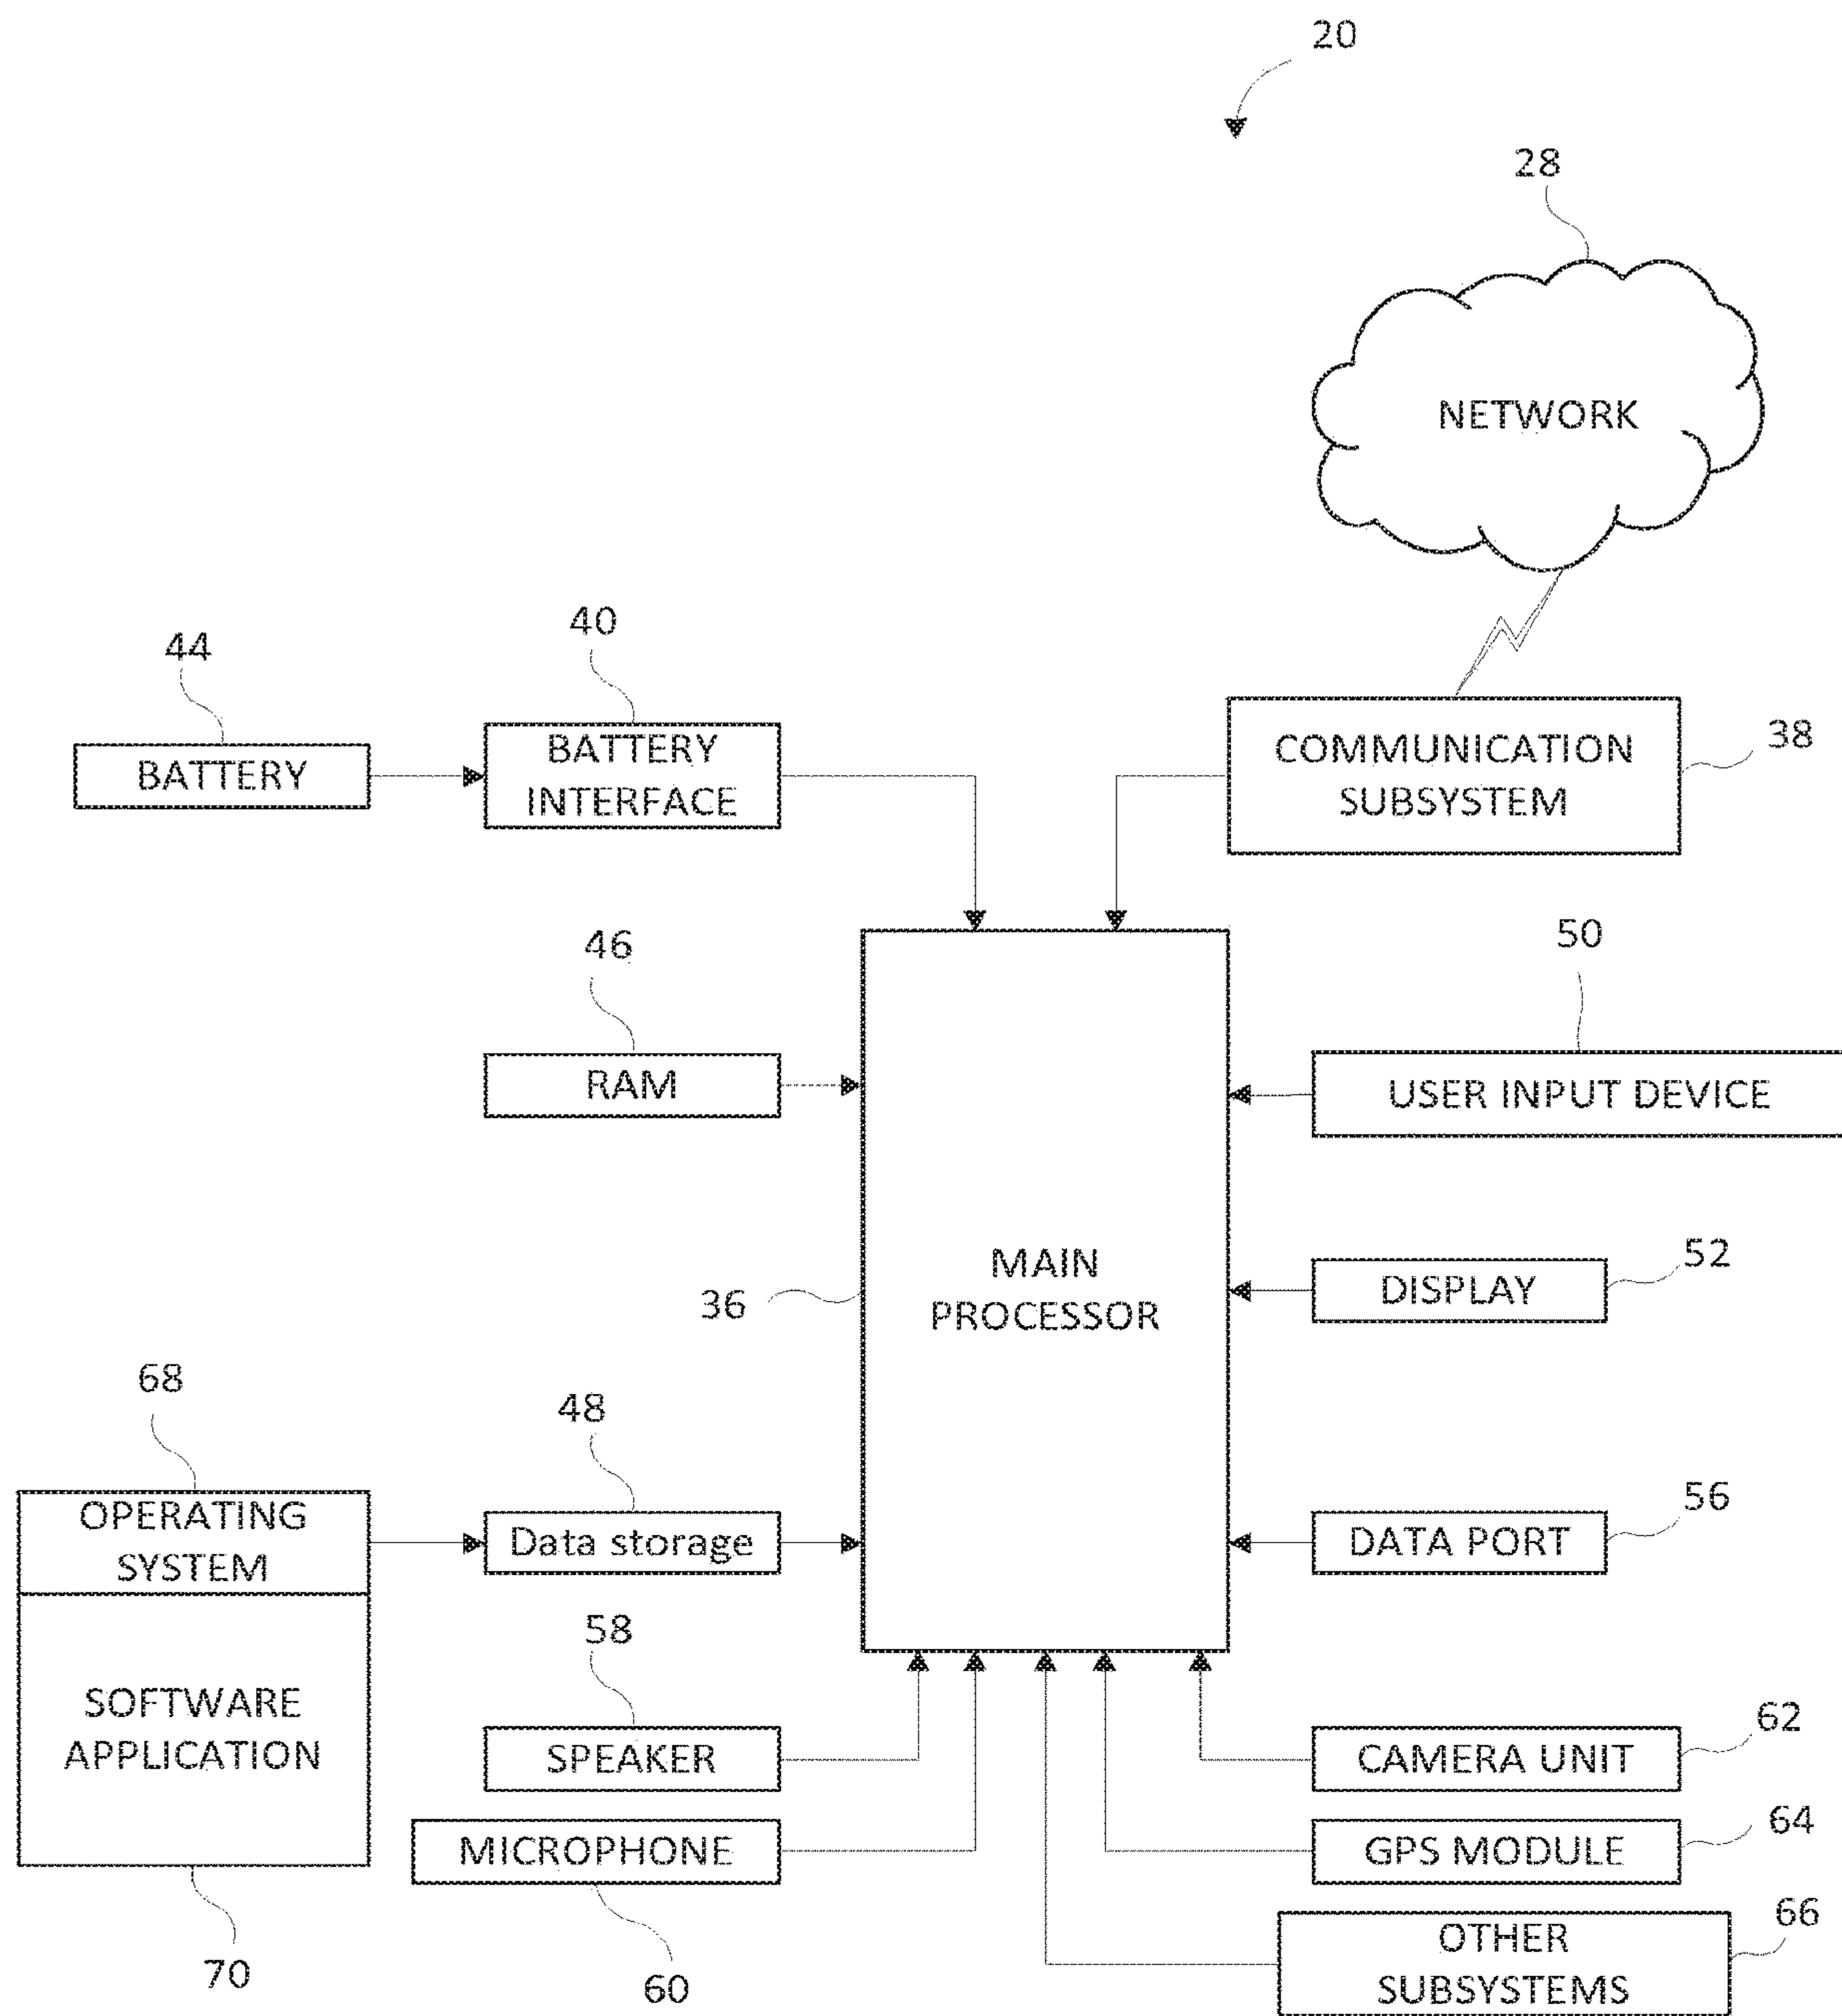 20
28
NETWORK
40
44
BATTERY
BATTERY
INTERFACE
COMMUNICATION
SUBSYSTEM
38
46
50
RAM
USER INPUT DEVICE
MAIN
PROCESSOR
36
52
DISPLAY
68
48
56
OPERATING
SYSTEM
Data storage
DATA PORT
58
SOFTWARE
APPLICATION
SPEAKER
CAMERA UNIT
62
MICROPHONE
GPS MODULE
64
70
60
OTHER
SUBSYSTEMS
66